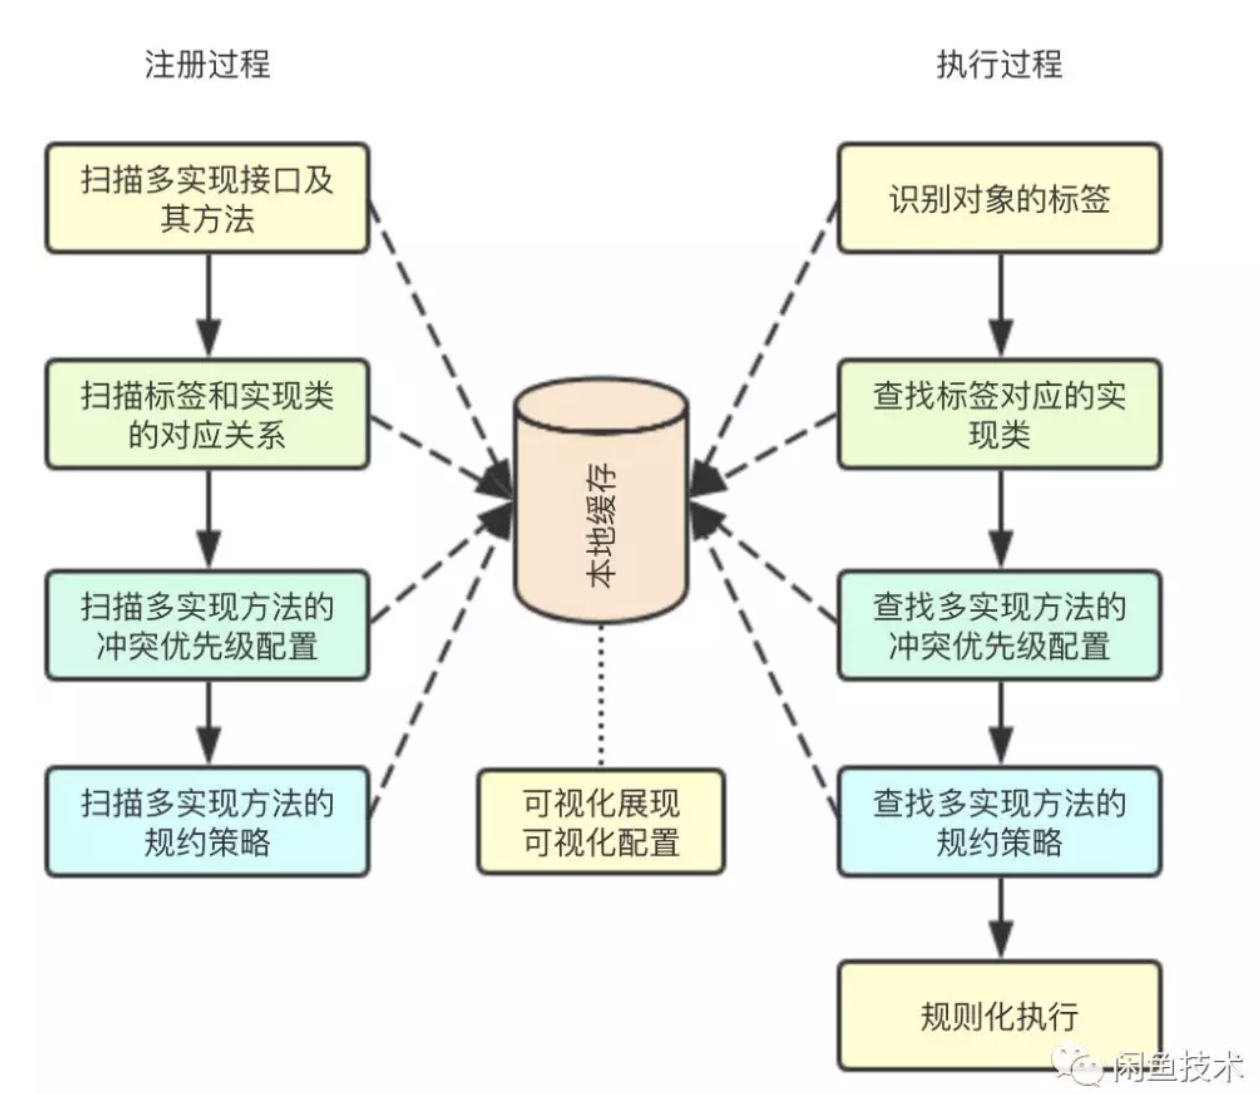 注册过程
扫描多实现接口及
其方法
扫描标签和实现类
的对应关系
扫描多实现方法的
冲突优先级配置
扫描多实现方法的
规约策略
本地缓存
可视化展现
可视化配置
执行过程
识别对象的标签
查找标签对应的实
现类
查找多实现方法的
冲突优先级配置
查找多实现方法的
规约策略
规则化执行
闲鱼技术